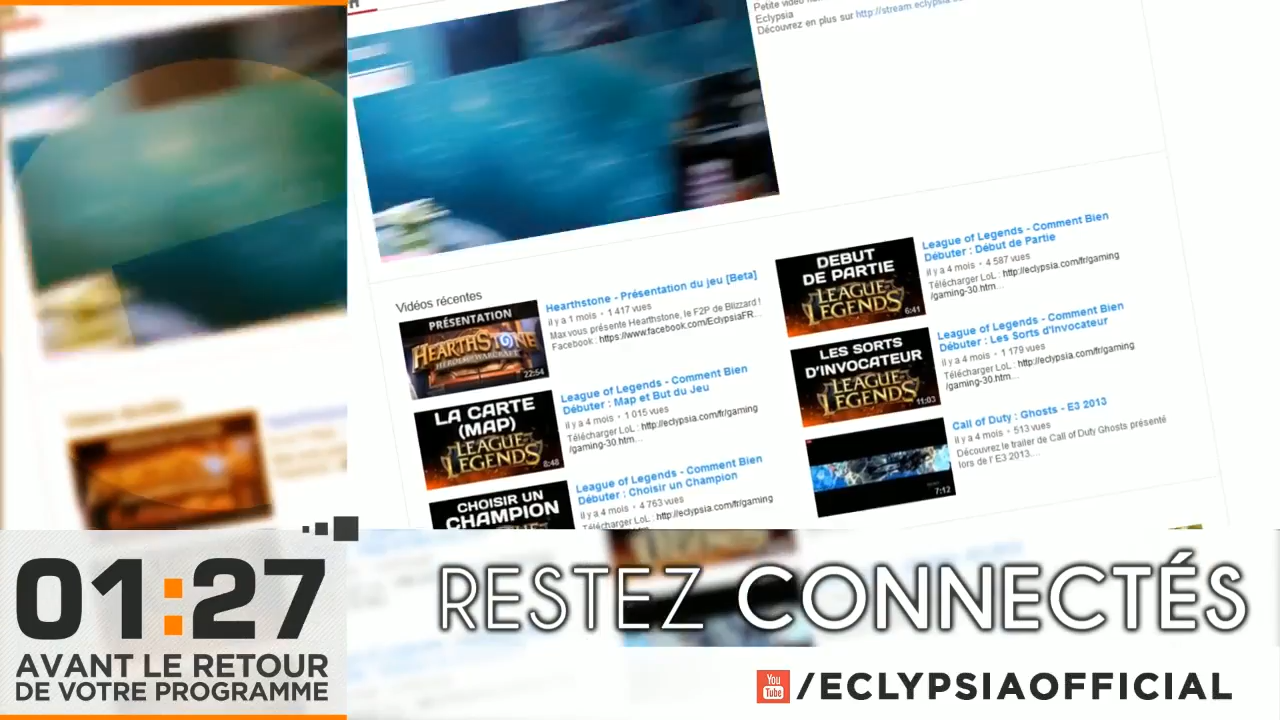 Petite vidéo
Eclypsia
Découvrez en plus sur http://stream.eclypsia
Vidéos récentes
PRÉSENTATION
HEARTHSTONE
HEROES OF WARCRAFT
22:54
Hearthstone - Présentation du jeu [Beta]
il y a 1 mois • 1 417 vues
Max vous présente Hearthstone, le F2P de Blizzard !
Facebook : https://www.facebook.com/EclypsiaFR...
LA CARTE
(MAP)
LEAGUE OF
LEGENDS
8:48
League of Legends - Comment Bien
Débuter : Map et But du Jeu
il y a 4 mois • 1 015 vues
Télécharger LoL : http://eclypsia.com/fr/gaming
/gaming-30.htm...
CHOISIR UN
CHAMPION
League of Legends - Comment Bien
Débuter : Choisir un Champion
il y a 4 mois • 4 763 vues
Télécharger LoL : http://eclypsia.com/fr/gaming
DEBUT
DE PARTIE
LEAGUE OF
LEGENDS
6:41
League of Legends - Comment Bien
Débuter : Début de Partie
il y a 4 mois • 4 587 vues
Télécharger LoL : http://eclypsia.com/fr/gaming
/gaming-30.htm...
LES SORTS
D'INVOCATEUR
LEAGUE OF
LEGENDS
11:03
League of Legends - Comment Bien
Débuter : Les Sorts d'Invocateur
il y a 4 mois • 1 179 vues
Télécharger LoL : http://eclypsia.com/fr/gaming
/gaming-30.htm...
7:12
Call of Duty : Ghosts - E3 2013
il y a 4 mois • 513 vues
Découvrez le trailer de Call of Duty Ghosts présenté
lors de l' E3 2013....
01:27
AVANT LE RETOUR
DE VOTRE PROGRAMME
RESTEZ CONNECTÉS
You Tube /ECLYPSIAOFFICIAL